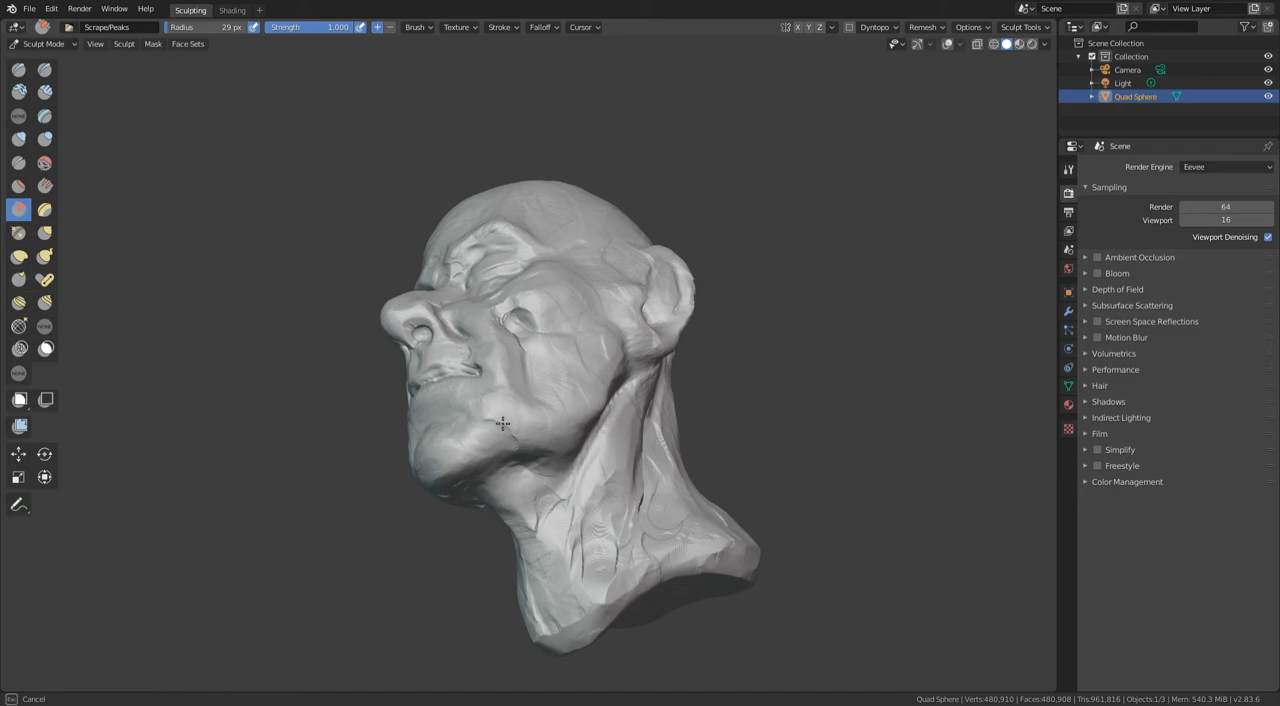 File Edit Render Window Help Sculpting Shading + Scene View Layer
Scrape/Peaks Radius 29 px Strength 1.000 + − Brush Texture Stroke Falloff Cursor X Y Z Dyntopo Remesh Options Sculpt Tools
Sculpt Mode View Sculpt Mask Face Sets
NONE
NONE
NONE
Scene Collection
Collection
Camera
Light
Quad Sphere
Scene
Render Engine Eevee
Sampling
Render 64
Viewport 16
Viewport Denoising
Ambient Occlusion
Bloom
Depth of Field
Subsurface Scattering
Screen Space Reflections
Motion Blur
Volumetrics
Performance
Hair
Shadows
Indirect Lighting
Film
Simplify
Freestyle
Color Management
Esc Cancel Quad Sphere | Verts:480,910 | Faces:480,908 | Tris:961,816 | Objects:1/3 | Mem: 540.3 MiB | v2.83.6